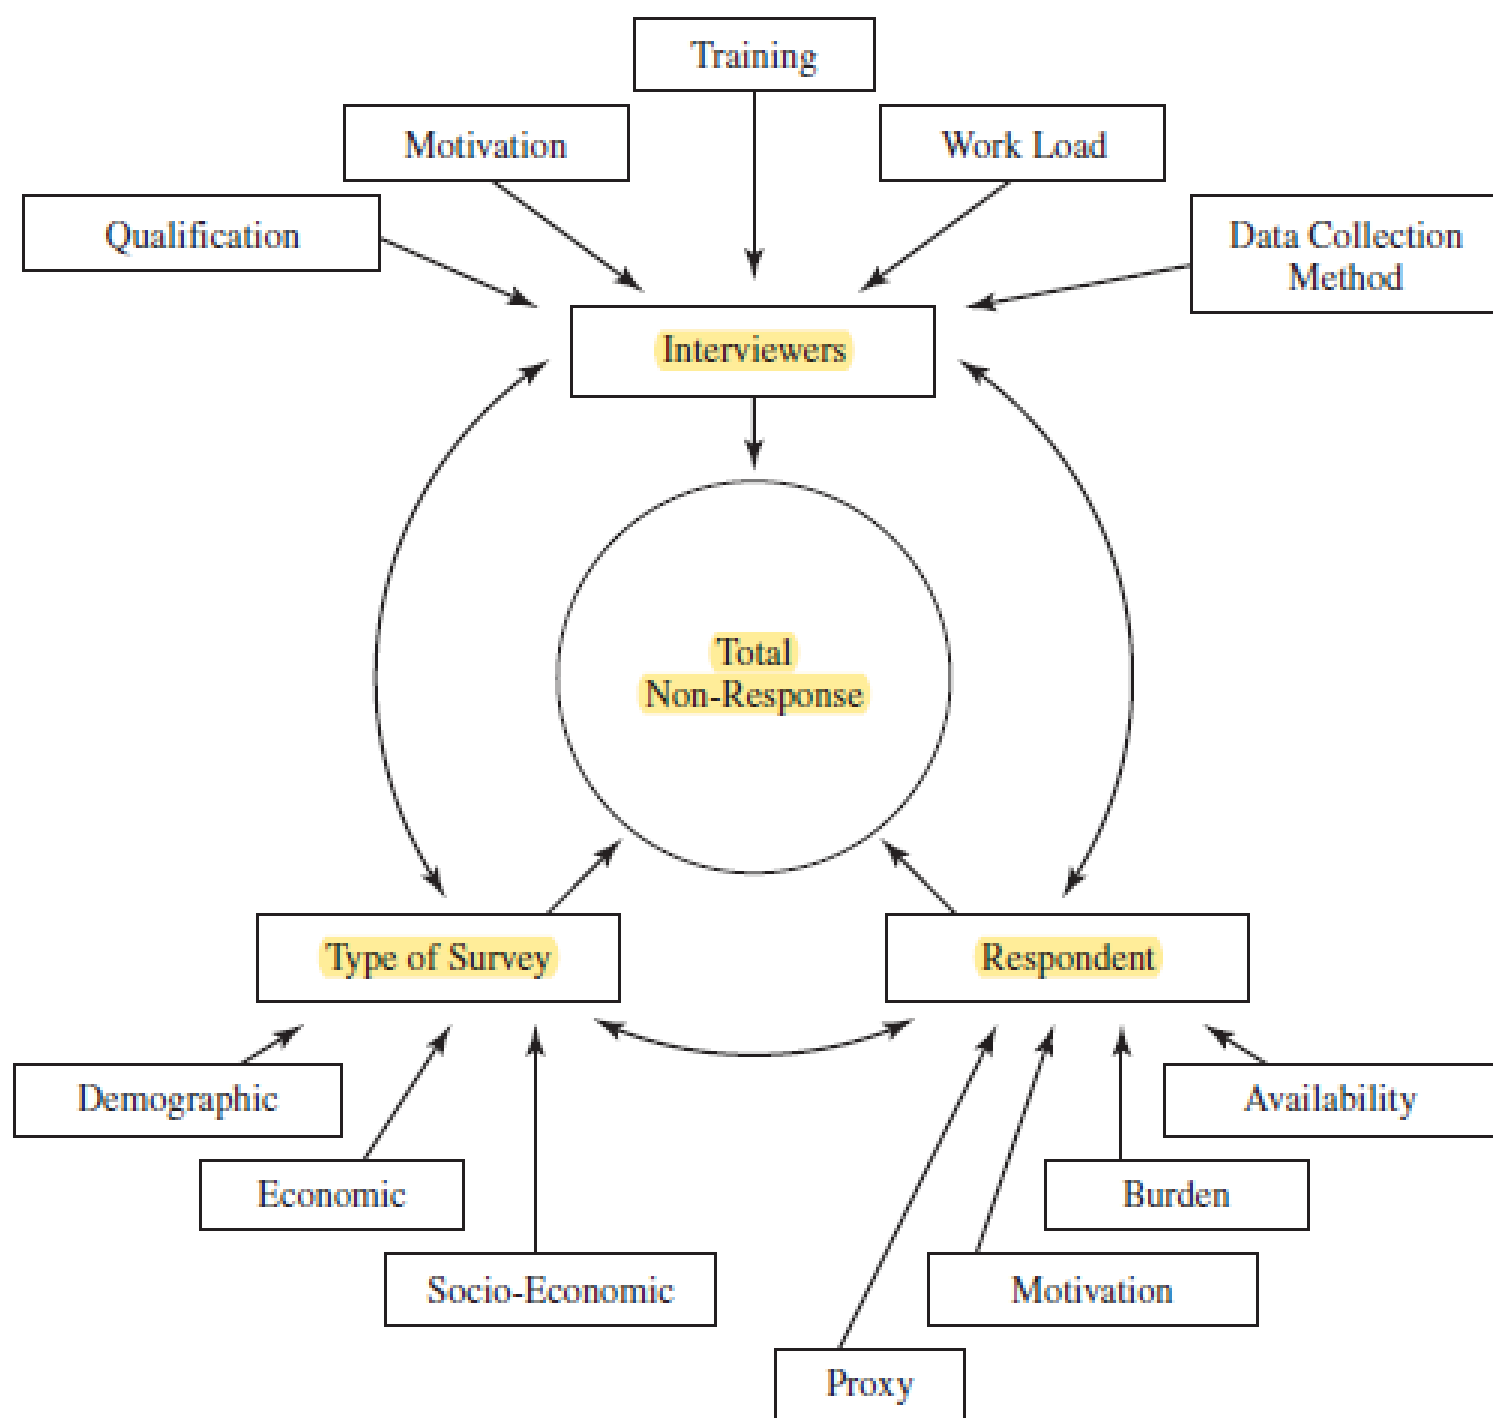 Training
Motivation
Work Load
Qualification
Data Collection
Method
Interviewers
Total
Non-Response
Type of Survey
Respondent
Demographic
Availability
Economic
Burden
Socio-Economic
Motivation
Proxy